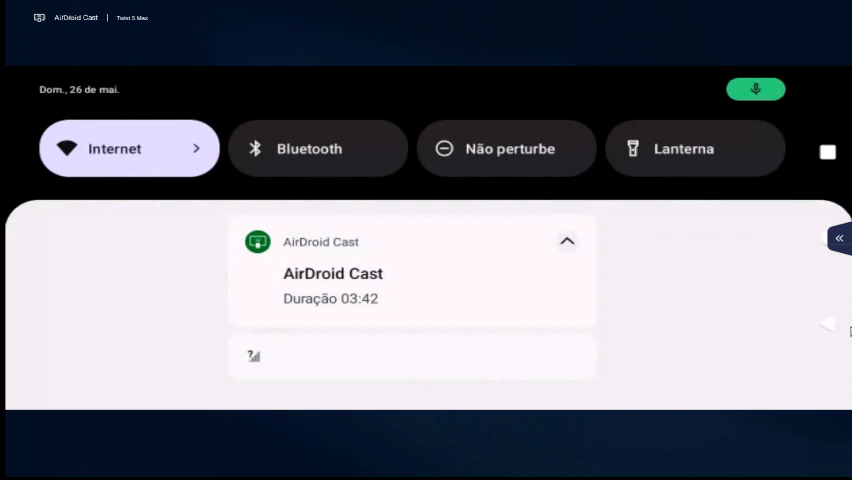 AirDroid Cast | Twist 5 Max
Dom., 26 de mai.
Internet
Bluetooth
Não perturbe
Lanterna
AirDroid Cast
AirDroid Cast
Duração 03:42